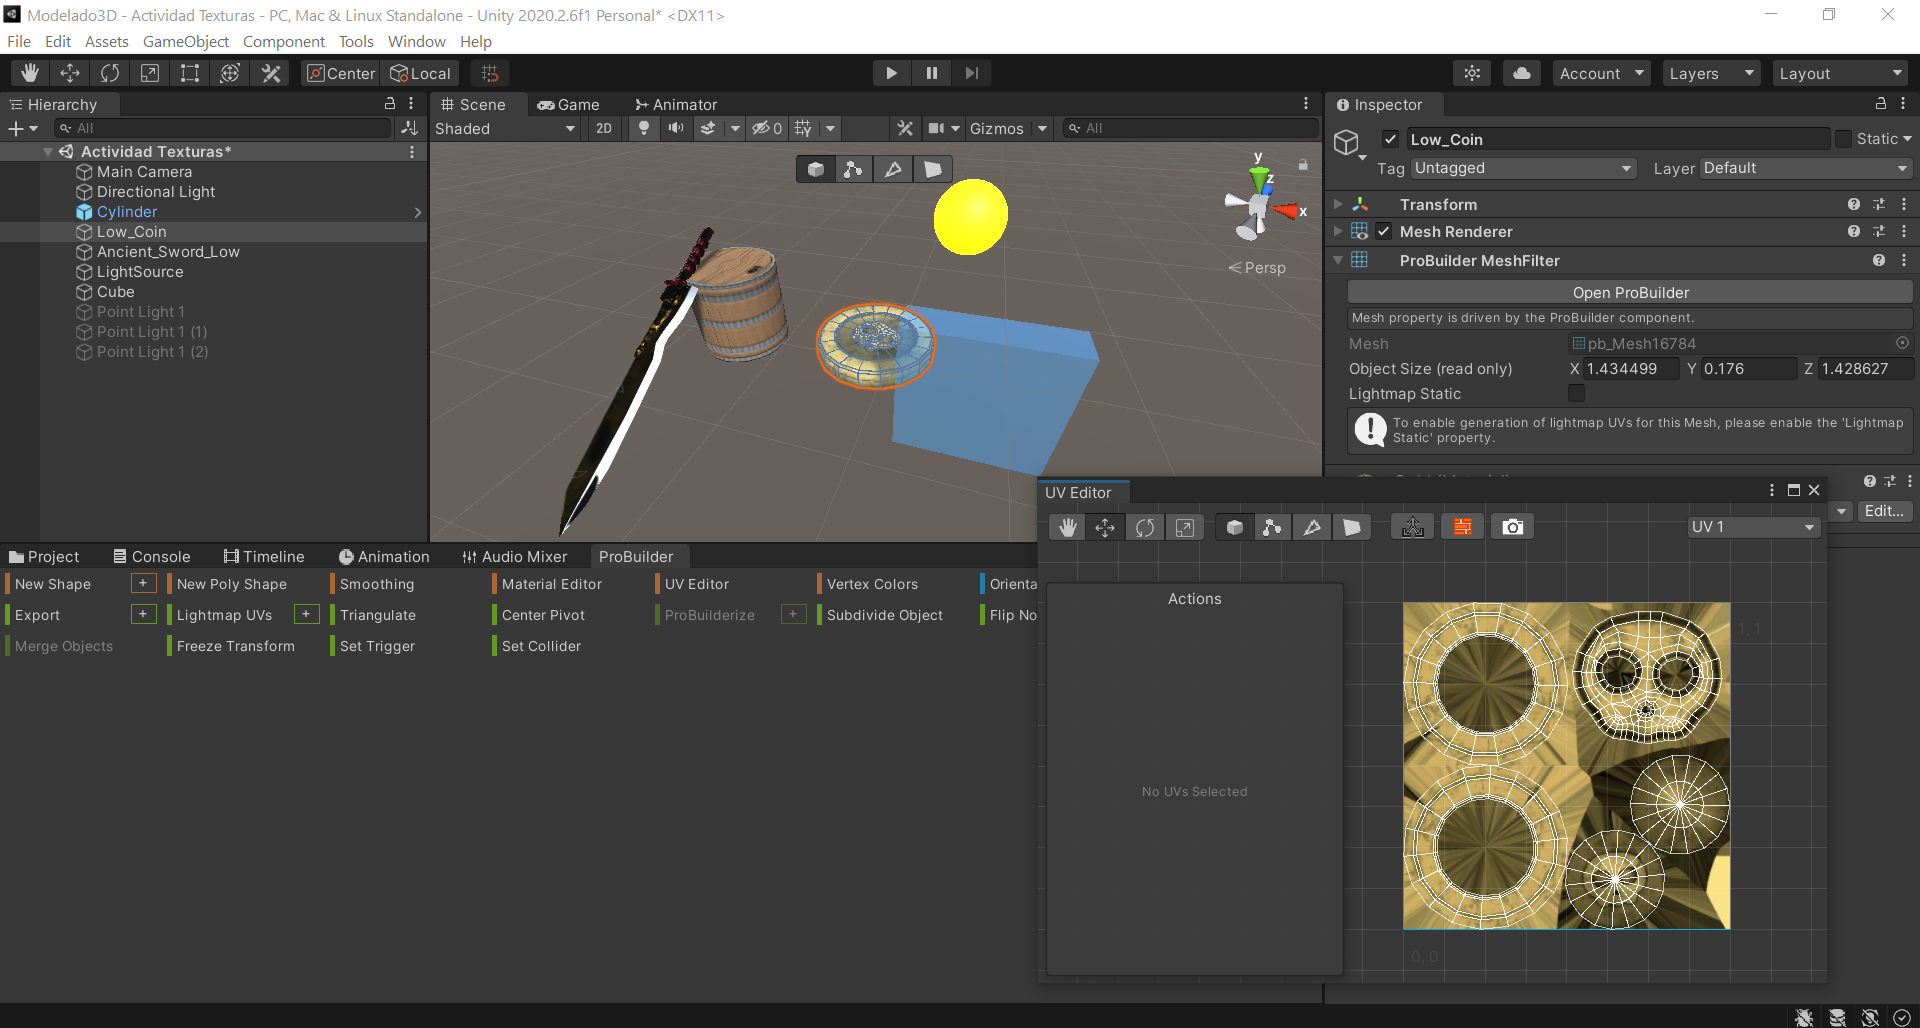 Modelado3D - Actividad Texturas - PC, Mac & Linux Standalone - Unity 2020.2.6f1 Personal* <DX11>
File Edit Assets GameObject Component Tools Window Help
Center Local Account Layers Layout
Hierarchy
All
Actividad Texturas*
Main Camera
Directional Light
Cylinder
Low_Coin
Ancient_Sword_Low
LightSource
Cube
Point Light 1
Point Light 1 (1)
Point Light 1 (2)
Scene Game Animator
Shaded 2D 0 Gizmos All
y
z
x
Persp
Inspector
Low_Coin Static
Tag Untagged Layer Default
Transform
Mesh Renderer
ProBuilder MeshFilter
Open ProBuilder
Mesh property is driven by the ProBuilder component.
Mesh pb_Mesh16784
Object Size (read only) X 1.434499 Y 0.176 Z 1.428627
Lightmap Static
To enable generation of lightmap UVs for this Mesh, please enable the 'Lightmap
Static' property.
Edit...
Project Console Timeline Animation Audio Mixer ProBuilder
New Shape + New Poly Shape Smoothing Material Editor UV Editor Vertex Colors Orienta
Export + Lightmap UVs + Triangulate Center Pivot ProBuilderize + Subdivide Object Flip No
Merge Objects Freeze Transform Set Trigger Set Collider
UV Editor
UV 1
Actions
No UVs Selected
1, 1
0, 0